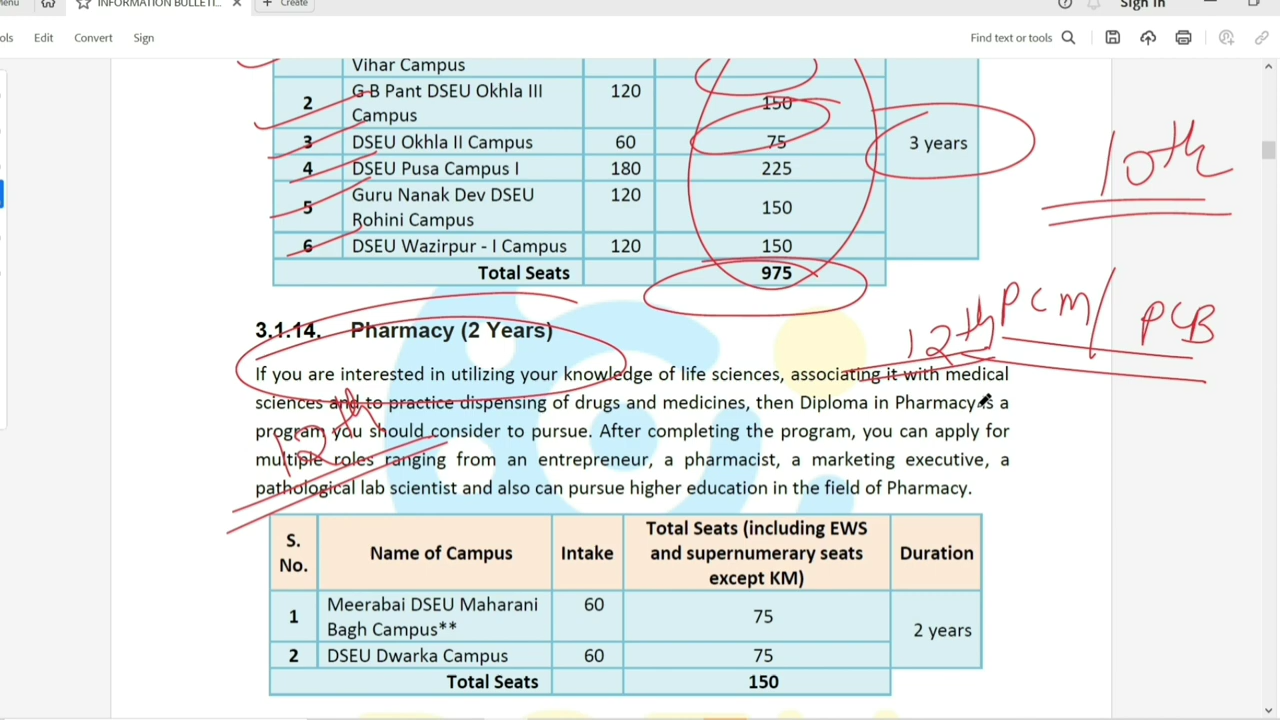 Menu
INFORMATION BULLETI...
Create
Sign in
ols Edit Convert Sign
Find text or tools
Vihar Campus
2 G B Pant DSEU Okhla III Campus 120 150
3 DSEU Okhla II Campus 60 75 3 years
4 DSEU Pusa Campus I 180 225
5 Guru Nanak Dev DSEU Rohini Campus 120 150
6 DSEU Wazirpur - I Campus 120 150
Total Seats 975
10th
12th PCM/ PCB
3.1.14. Pharmacy (2 Years)
If you are interested in utilizing your knowledge of life sciences, associating it with medical
sciences and to practice dispensing of drugs and medicines, then Diploma in Pharmacy is a
program you should consider to pursue. After completing the program, you can apply for
multiple roles ranging from an entrepreneur, a pharmacist, a marketing executive, a
pathological lab scientist and also can pursue higher education in the field of Pharmacy.
12th
S. No. Name of Campus Intake Total Seats (including EWS and supernumerary seats except KM) Duration
1 Meerabai DSEU Maharani Bagh Campus** 60 75 2 years
2 DSEU Dwarka Campus 60 75
Total Seats 150